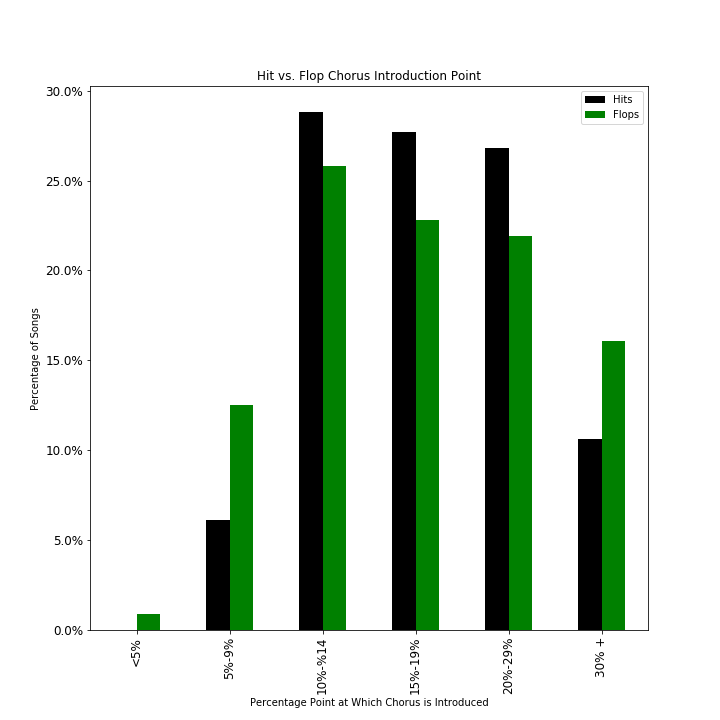 Hit vs. Flop Chorus Introduction Point
Hits
Flops
30.0%
25.0%
20.0%
15.0%
10.0%
5.0%
0.0%
Percentage of Songs
<5%
5%-9%
10%-%14
15%-19%
20%-29%
30% +
Percentage Point at Which Chorus is Introduced